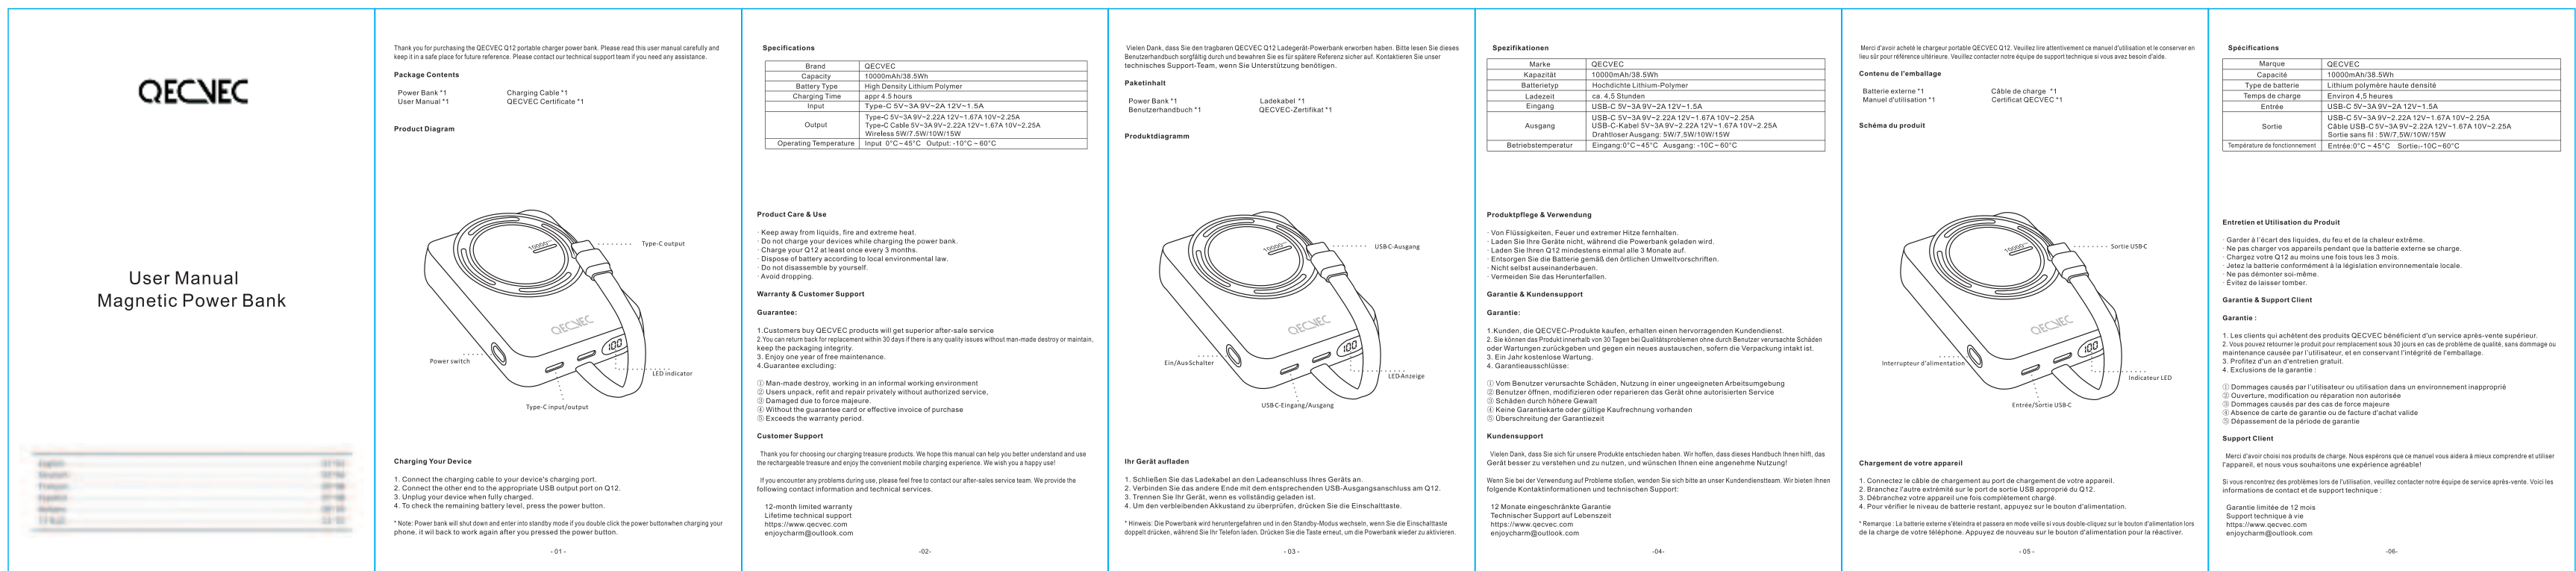 QECVEC
User Manual
Magnetic Power Bank
Thank you for purchasing the QECVEC Q12 portable charger power bank. Please read this user manual carefully and
keep it in a safe place for future reference. Please contact our technical support team if you need any assistance.
Package Contents
Power Bank *1 Charging Cable *1
User Manual *1 QECVEC Certificate *1
Product Diagram
10000
Type-C output
QECVEC
100
Power switch
LED indicator
Type-C input/output
Charging Your Device
1. Connect the charging cable to your device's charging port.
2. Connect the other end to the appropriate USB output port on Q12.
3. Unplug your device when fully charged.
4. To check the remaining battery level, press the power button.
* Note: Power bank will shut down and enter into standby mode if you double click the power buttonwhen charging your
phone. it wil back to work again after you pressed the power button.
- 01 -
Specifications
Brand QECVEC
Capacity 10000mAh/38.5Wh
Battery Type High Density Lithium Polymer
Charging Time appr 4.5 hours
Input Type-C 5V~3A 9V~2A 12V~1.5A
Output Type-C 5V~3A 9V~2.22A 12V~1.67A 10V~2.25A
Type-C Cable 5V~3A 9V~2.22A 12V~1.67A 10V~2.25A
Wireless 5W/7.5W/10W/15W
Operating Temperature Input 0°C~45°C Output: -10°C~60°C
Product Care & Use
· Keep away from liquids, fire and extreme heat.
· Do not charge your devices while charging the power bank.
· Charge your Q12 at least once every 3 months.
· Dispose of battery according to local environmental law.
· Do not disassemble by yourself.
· Avoid dropping.
Warranty & Customer Support
Guarantee:
1.Customers buy QECVEC products will get superior after-sale service
2.You can return back for replacement within 30 days if there is any quality issues without man-made destroy or maintain,
keep the packaging integrity.
3. Enjoy one year of free maintenance.
4.Guarantee excluding:
① Man-made destroy, working in an informal working environment
② Users unpack, refit and repair privately without authorized service,
③ Damaged due to force majeure.
④ Without the guarantee card or effective invoice of purchase
⑤ Exceeds the warranty period.
Customer Support
Thank you for choosing our charging treasure products. We hope this manual can help you better understand and use
the rechargeable treasure and enjoy the convenient mobile charging experience. We wish you a happy use!
If you encounter any problems during use, please feel free to contact our after-sales service team. We provide the
following contact information and technical services.
12-month limited warranty
Lifetime technical support
https://www.qecvec.com
enjoycharm@outlook.com
-02-
Vielen Dank, dass Sie den tragbaren QECVEC Q12 Ladegerät-Powerbank erworben haben. Bitte lesen Sie dieses
Benutzerhandbuch sorgfältig durch und bewahren Sie es für spätere Referenz sicher auf. Kontaktieren Sie unser
technisches Support-Team, wenn Sie Unterstützung benötigen.
Paketinhalt
Power Bank *1 Ladekabel *1
Benutzerhandbuch *1 QECVEC-Zertifikat *1
Produktdiagramm
10000
USB-C-Ausgang
QECVEC
100
Ein/Aus-Schalter
LED-Anzeige
USB-C-Eingang/Ausgang
Ihr Gerät aufladen
1. Schließen Sie das Ladekabel an den Ladeanschluss Ihres Geräts an.
2. Verbinden Sie das andere Ende mit dem entsprechenden USB-Ausgangsanschluss am Q12.
3. Trennen Sie Ihr Gerät, wenn es vollständig geladen ist.
4. Um den verbleibenden Akkustand zu überprüfen, drücken Sie die Einschalttaste.
* Hinweis: Die Powerbank wird heruntergefahren und in den Standby-Modus wechseln, wenn Sie die Einschalttaste
doppelt drücken, während Sie Ihr Telefon laden. Drücken Sie die Taste erneut, um die Powerbank wieder zu aktivieren.
- 03 -
Spezifikationen
Marke QECVEC
Kapazität 10000mAh/38.5Wh
Batterietyp Hochdichte Lithium-Polymer
Ladezeit ca. 4,5 Stunden
Eingang USB-C 5V~3A 9V~2A 12V~1.5A
Ausgang USB-C 5V~3A 9V~2.22A 12V~1.67A 10V~2.25A
USB-C-Kabel 5V~3A 9V~2.22A 12V~1.67A 10V~2.25A
Drahtloser Ausgang: 5W/7,5W/10W/15W
Betriebstemperatur Eingang:0°C~45°C Ausgang: -10C~60°C
Produktpflege & Verwendung
· Von Flüssigkeiten, Feuer und extremer Hitze fernhalten.
· Laden Sie Ihre Geräte nicht, während die Powerbank geladen wird.
· Laden Sie Ihren Q12 mindestens einmal alle 3 Monate auf.
· Entsorgen Sie die Batterie gemäß den örtlichen Umweltvorschriften.
· Nicht selbst auseinanderbauen.
· Vermeiden Sie das Herunterfallen.
Garantie & Kundensupport
Garantie:
1.Kunden, die QECVEC-Produkte kaufen, erhalten einen hervorragenden Kundendienst.
2. Sie können das Produkt innerhalb von 30 Tagen bei Qualitätsproblemen ohne durch Benutzer verursachte Schäden
oder Wartungen zurückgeben und gegen ein neues austauschen, sofern die Verpackung intakt ist.
3. Ein Jahr kostenlose Wartung.
4. Garantieausschlüsse:
① Vom Benutzer verursachte Schäden, Nutzung in einer ungeeigneten Arbeitsumgebung
② Benutzer öffnen, modifizieren oder reparieren das Gerät ohne autorisierten Service
③ Schäden durch höhere Gewalt
④ Keine Garantiekarte oder gültige Kaufrechnung vorhanden
⑤ Überschreitung der Garantiezeit
Kundensupport
Vielen Dank, dass Sie sich für unsere Produkte entschieden haben. Wir hoffen, dass dieses Handbuch Ihnen hilft, das
Gerät besser zu verstehen und zu nutzen, und wünschen Ihnen eine angenehme Nutzung!
Wenn Sie bei der Verwendung auf Probleme stoßen, wenden Sie sich bitte an unser Kundendienstteam. Wir bieten Ihnen
folgende Kontaktinformationen und technischen Support:
12 Monate eingeschränkte Garantie
Technischer Support auf Lebenszeit
https://www.qecvec.com
enjoycharm@outlook.com
-04-
Merci d'avoir acheté le chargeur portable QECVEC Q12. Veuillez lire attentivement ce manuel d'utilisation et le conserver en
lieu sûr pour référence ultérieure. Veuillez contacter notre équipe de support technique si vous avez besoin d'aide.
Contenu de l'emballage
Batterie externe *1 Câble de charge *1
Manuel d'utilisation *1 Certificat QECVEC *1
Schéma du produit
10000
Sortie USB-C
QECVEC
100
Interrupteur d'alimentation
Indicateur LED
Entrée/Sortie USB-C
Chargement de votre appareil
1. Connectez le câble de chargement au port de chargement de votre appareil.
2. Branchez l'autre extrémité sur le port de sortie USB approprié du Q12.
3. Débranchez votre appareil une fois complètement chargé.
4. Pour vérifier le niveau de batterie restant, appuyez sur le bouton d'alimentation.
* Remarque : La batterie externe s'éteindra et passera en mode veille si vous double-cliquez sur le bouton d'alimentation lors
de la charge de votre téléphone. Appuyez de nouveau sur le bouton d'alimentation pour la réactiver.
- 05 -
Spécifications
Marque QECVEC
Capacité 10000mAh/38.5Wh
Type de batterie Lithium polymère haute densité
Temps de charge Environ 4,5 heures
Entrée USB-C 5V~3A 9V~2A 12V~1.5A
Sortie USB-C 5V~3A 9V~2.22A 12V~1.67A 10V~2.25A
Câble USB-C 5V~3A 9V~2.22A 12V~1.67A 10V~2.25A
Sortie sans fil : 5W/7,5W/10W/15W
Température de fonctionnement Entrée:0°C ~ 45°C Sortie:-10C~60°C
Entretien et Utilisation du Produit
· Garder à l'écart des liquides, du feu et de la chaleur extrême.
· Ne pas charger vos appareils pendant que la batterie externe se charge.
· Chargez votre Q12 au moins une fois tous les 3 mois.
· Jetez la batterie conformément à la législation environnementale locale.
· Ne pas démonter soi-même.
· Évitez de laisser tomber.
Garantie & Support Client
Garantie :
1. Les clients qui achètent des produits QECVEC bénéficient d'un service après-vente supérieur.
2. Vous pouvez retourner le produit pour remplacement sous 30 jours en cas de problème de qualité, sans dommage ou
maintenance causée par l'utilisateur, et en conservant l'intégrité de l'emballage.
3. Profitez d'un an d'entretien gratuit.
4. Exclusions de la garantie :
① Dommages causés par l'utilisateur ou utilisation dans un environnement inapproprié
② Ouverture, modification ou réparation non autorisée
③ Dommages causés par des cas de force majeure
④ Absence de carte de garantie ou de facture d'achat valide
⑤ Dépassement de la période de garantie
Support Client
Merci d'avoir choisi nos produits de charge. Nous espérons que ce manuel vous aidera à mieux comprendre et utiliser
l'appareil, et nous vous souhaitons une expérience agréable!
Si vous rencontrez des problèmes lors de l'utilisation, veuillez contacter notre équipe de service après-vente. Voici les
informations de contact et de support technique :
Garantie limitée de 12 mois
Support technique à vie
https://www.qecvec.com
enjoycharm@outlook.com
-06-